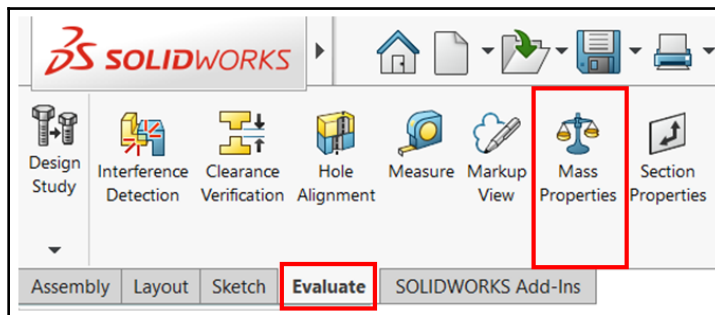 SOLIDWORKS
Design Study
Interference Detection
Clearance Verification
Hole Alignment
Measure
Markup View
Mass Properties
Section Properties
Assembly
Layout
Sketch
Evaluate
SOLIDWORKS Add-Ins